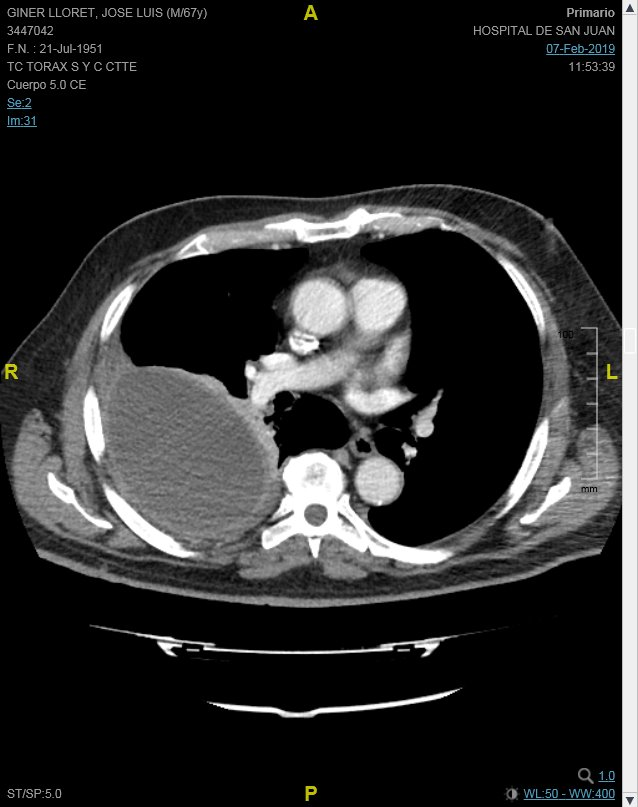 GINER LLORET, JOSE LUIS (M/67y)
3447042
F.N. : 21-Jul-1951
TC TORAX S Y C CTTE
Cuerpo 5.0 CE
Se:2
Im:31
A
Primario
HOSPITAL DE SAN JUAN
07-Feb-2019
11:53:39
100
R
L
mm
1.0
ST/SP:5.0
P
WL:50 - WW:400